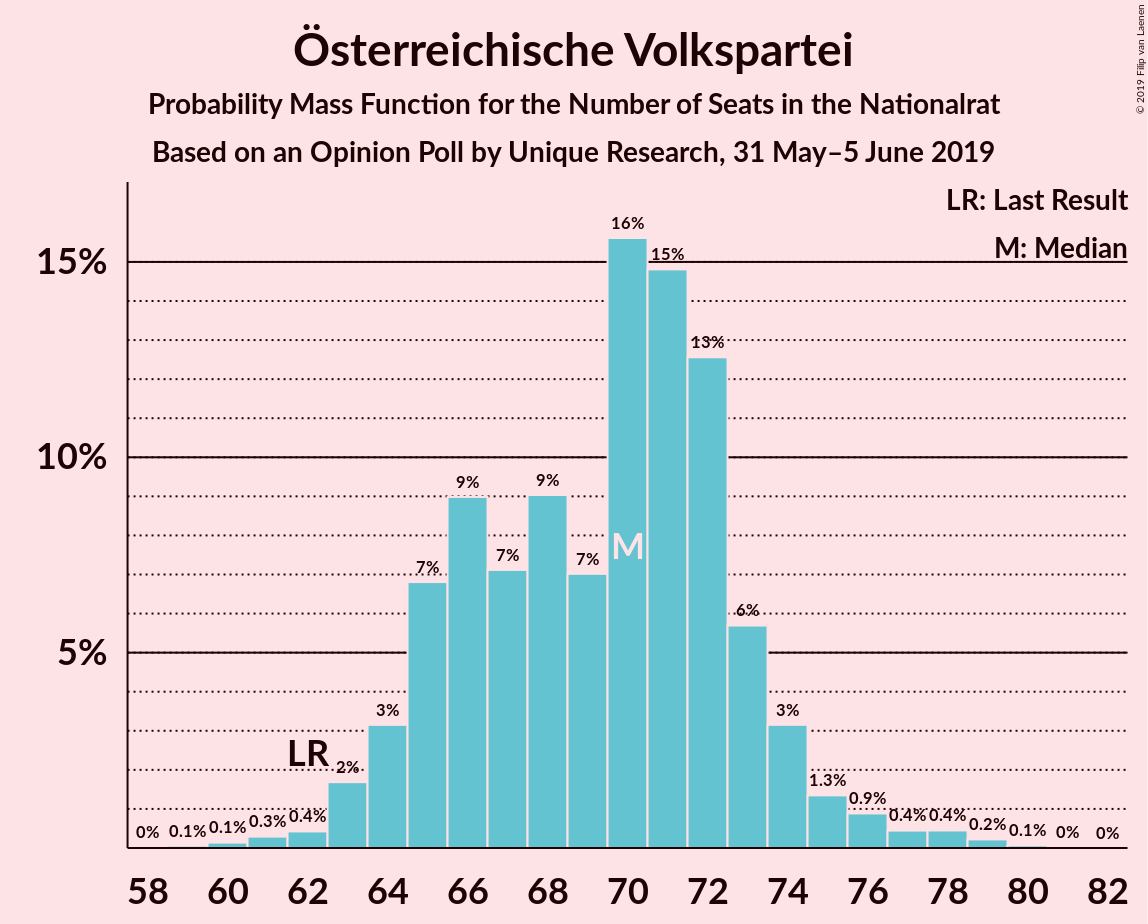 Österreichische Volkspartei
Probability Mass Function for the Number of Seats in the Nationalrat
Based on an Opinion Poll by Unique Research, 31 May–5 June 2019
© 2019 Filip van Laenen
LR: Last Result
M: Median
15%
10%
5%
0% 0.1% 0.1% 0.3% 0.4% 2% 3% 7% 9% 7% 9% 7% 16% 15% 13% 6% 3% 1.3% 0.9% 0.4% 0.4% 0.2% 0.1% 0% 0%
LR
M
58 60 62 64 66 68 70 72 74 76 78 80 82